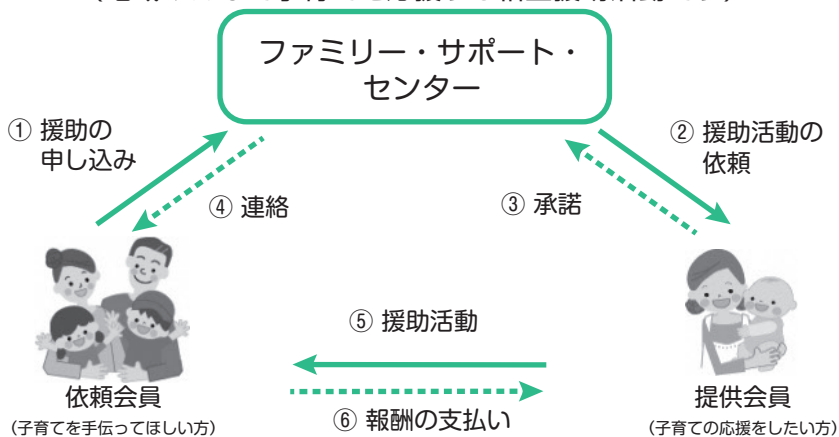 ファミリー・サポート・
センター
① 援助の
申し込み
② 援助活動の
依頼
④ 連絡
③ 承諾
⑤ 援助活動
依頼会員
(子育てを手伝ってほしい方)
⑥ 報酬の支払い
提供会員
(子育ての応援をしたい方)